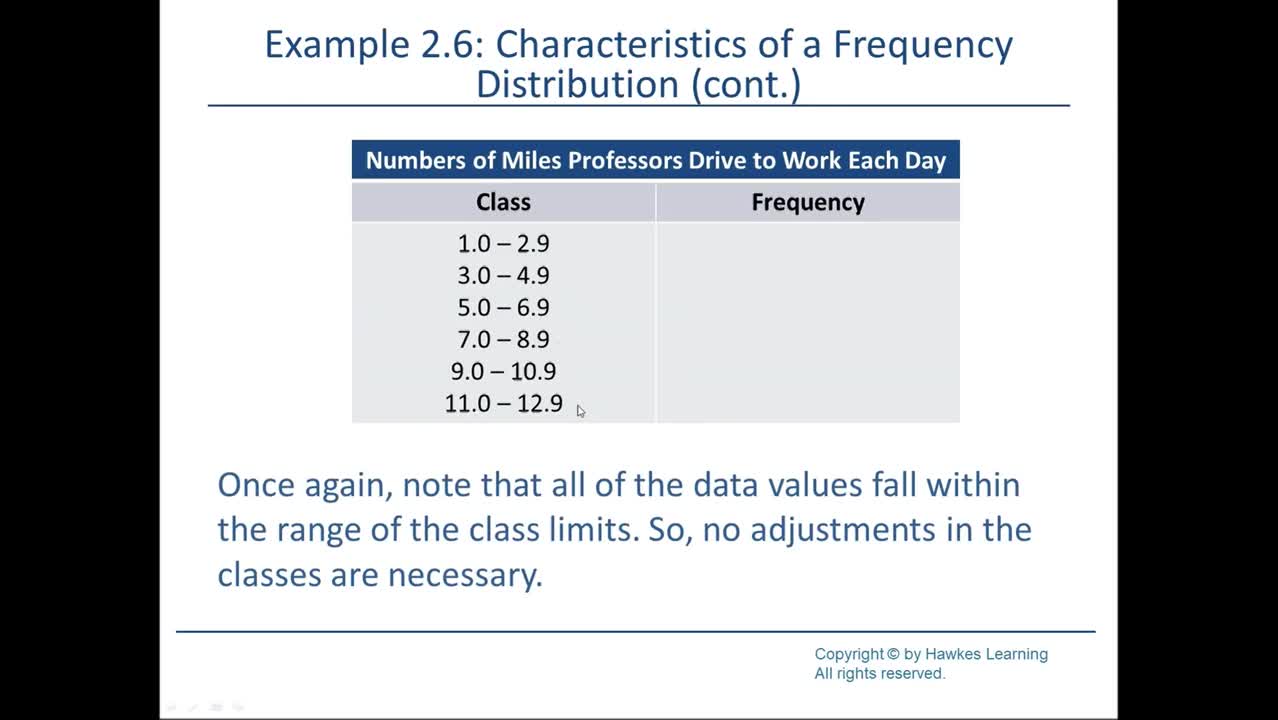 Example 2.6: Characteristics of a Frequency
Distribution (cont.)
Numbers of Miles Professors Drive to Work Each Day
Class Frequency
1.0 – 2.9
3.0 – 4.9
5.0 – 6.9
7.0 – 8.9
9.0 – 10.9
11.0 – 12.9
Once again, note that all of the data values fall within
the range of the class limits. So, no adjustments in the
classes are necessary.
Copyright © by Hawkes Learning
All rights reserved.